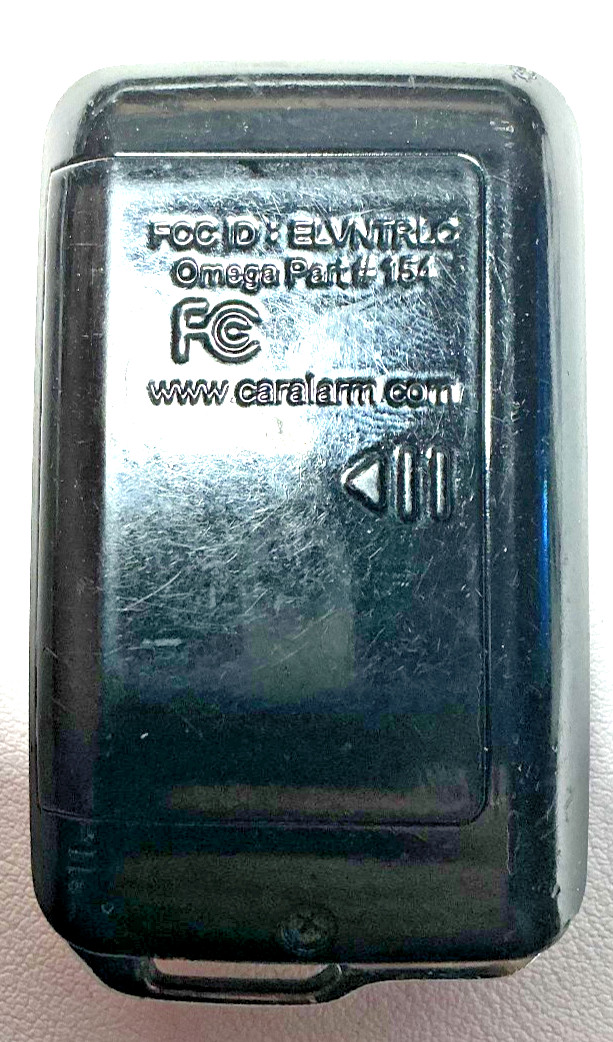 FCC ID : ELVNTRLC
Omega Part # 154
FC
www.caralarm.com